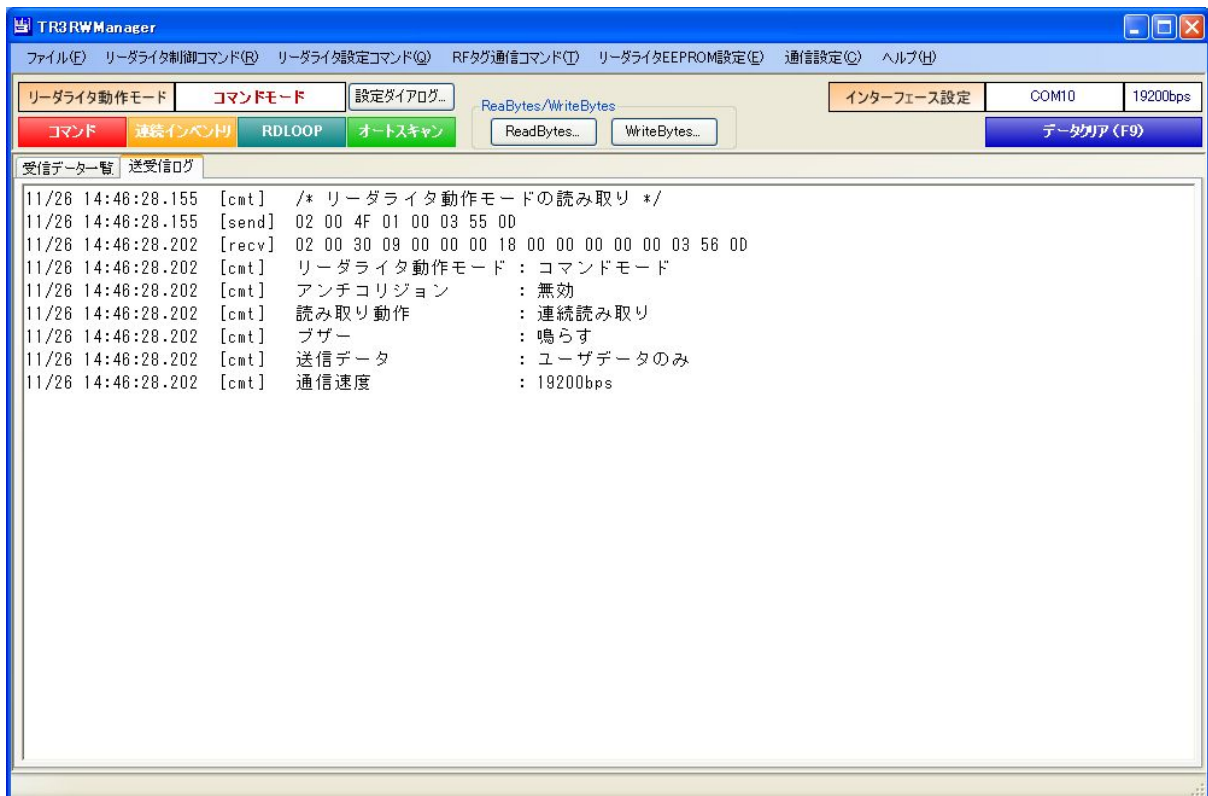 TR3RWManager
ファイル(F) リーダライタ制御コマンド(R) リーダライタ設定コマンド(Q) RFタグ通信コマンド(T) リーダライタEEPROM設定(E) 通信設定(C) ヘルプ(H)
リーダライタ動作モード コマンドモード 設定ダイアログ... ReaBytes/WriteBytes インターフェース設定 COM10 19200bps
コマンド 連続インベントリ RDLOOP オートスキャン ReadBytes... WriteBytes... データクリア (F9)
受信データ一覧 送受信ログ
11/26 14:46:28.155 [cmt] /* リーダライタ動作モードの読み取り */
11/26 14:46:28.155 [send] 02 00 4F 01 00 03 55 0D
11/26 14:46:28.202 [recv] 02 00 30 09 00 00 00 18 00 00 00 00 00 03 56 0D
11/26 14:46:28.202 [cmt] リーダライタ動作モード : コマンドモード
11/26 14:46:28.202 [cmt] アンチコリジョン : 無効
11/26 14:46:28.202 [cmt] 読み取り動作 : 連続読み取り
11/26 14:46:28.202 [cmt] ブザー : 鳴らす
11/26 14:46:28.202 [cmt] 送信データ : ユーザデータのみ
11/26 14:46:28.202 [cmt] 通信速度 : 19200bps